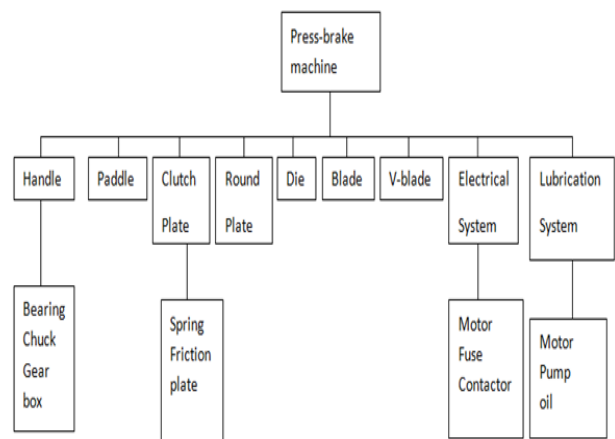 Press-brake
machine
Handle
Paddle
Clutch
Plate
Round
Plate
Die
Blade
V-blade
Electrical
System
Lubrication
System
Bearing
Chuck
Gear
box
Spring
Friction
plate
Motor
Fuse
Contactor
Motor
Pump
oil